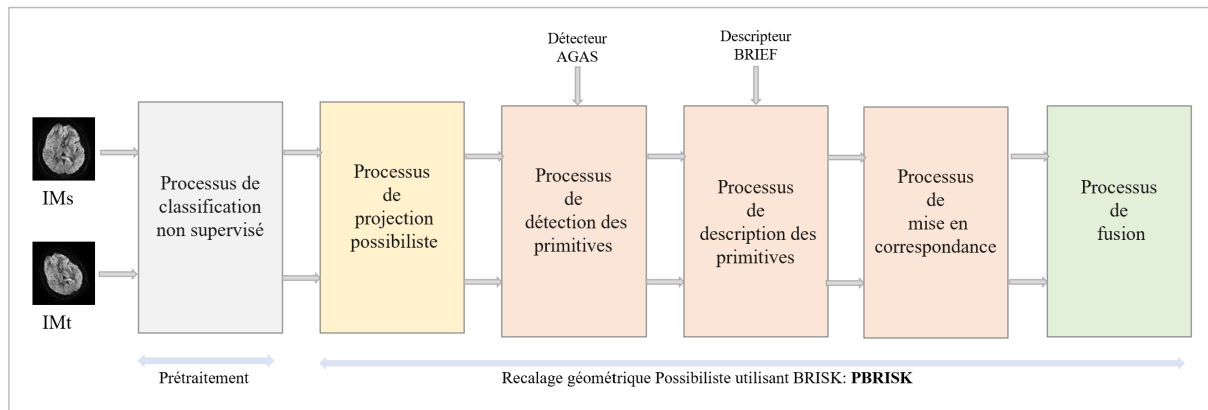 Détecteur
AGAS
Descripteur
BRIEF
IMs
IMt
Processus de
classification
non supervisé
Processus
de
projection
possibiliste
Processus
de
détection des
primitives
Processus
de
description des
primitives
Processus
de
mise en
correspondance
Processus
de
fusion
Prétraitement
Recalage géométrique Possibiliste utilisant BRISK: PBRISK